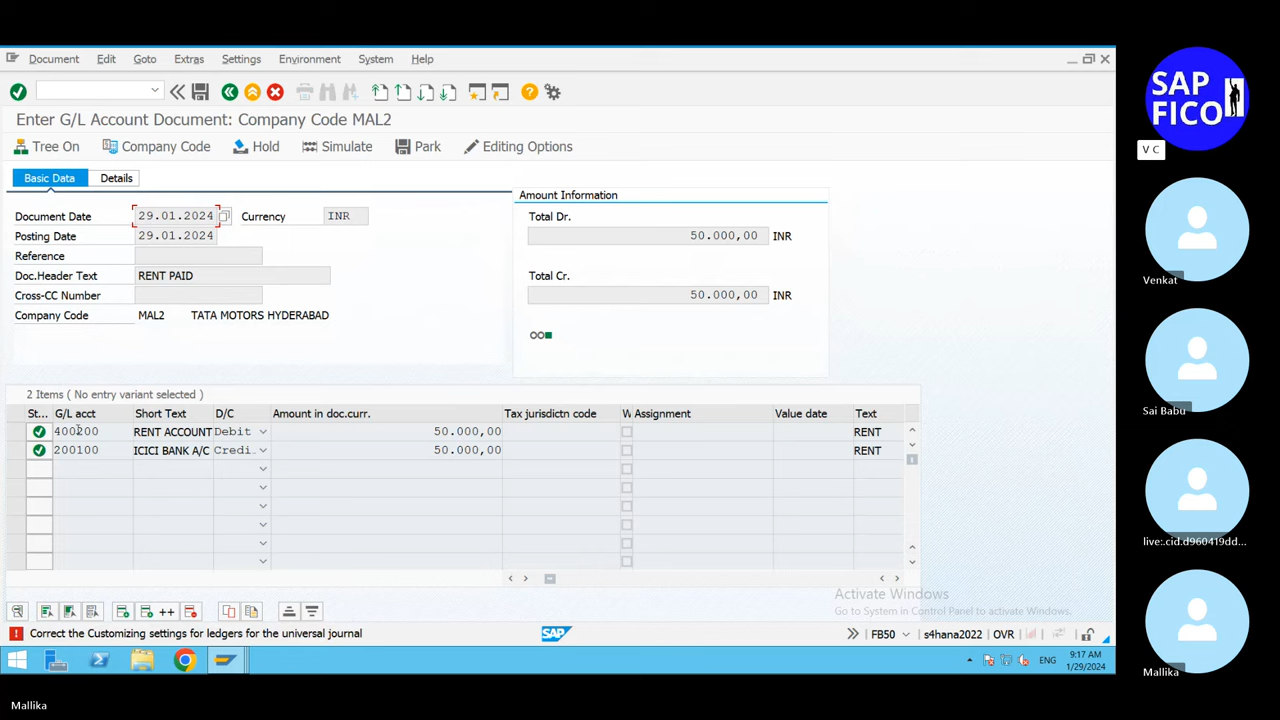 Document Edit Goto Extras Settings Environment System Help
Enter G/L Account Document: Company Code MAL2
Tree On Company Code Hold Simulate Park Editing Options
Basic Data Details
Document Date 29.01.2024 Currency INR
Posting Date 29.01.2024
Reference
Doc.Header Text RENT PAID
Cross-CC Number
Company Code MAL2 TATA MOTORS HYDERABAD
Amount Information
Total Dr.
50.000,00 INR
Total Cr.
50.000,00 INR
2 Items ( No entry variant selected )
St... G/L acct Short Text D/C Amount in doc.curr. Tax jurisdictn code W Assignment Value date Text
400200 RENT ACCOUNT Debit 50.000,00 RENT
200100 ICICI BANK A/C Credi.. 50.000,00 RENT
Activate Windows
Go to System in Control Panel to activate Windows.
Correct the Customizing settings for ledgers for the universal journal
SAP
FB50 s4hana2022 OVR
ENG
9:17 AM
1/29/2024
Mallika
SAP
FICO
V C
Venkat
Sai Babu
live:.cid.d960419dd...
Mallika